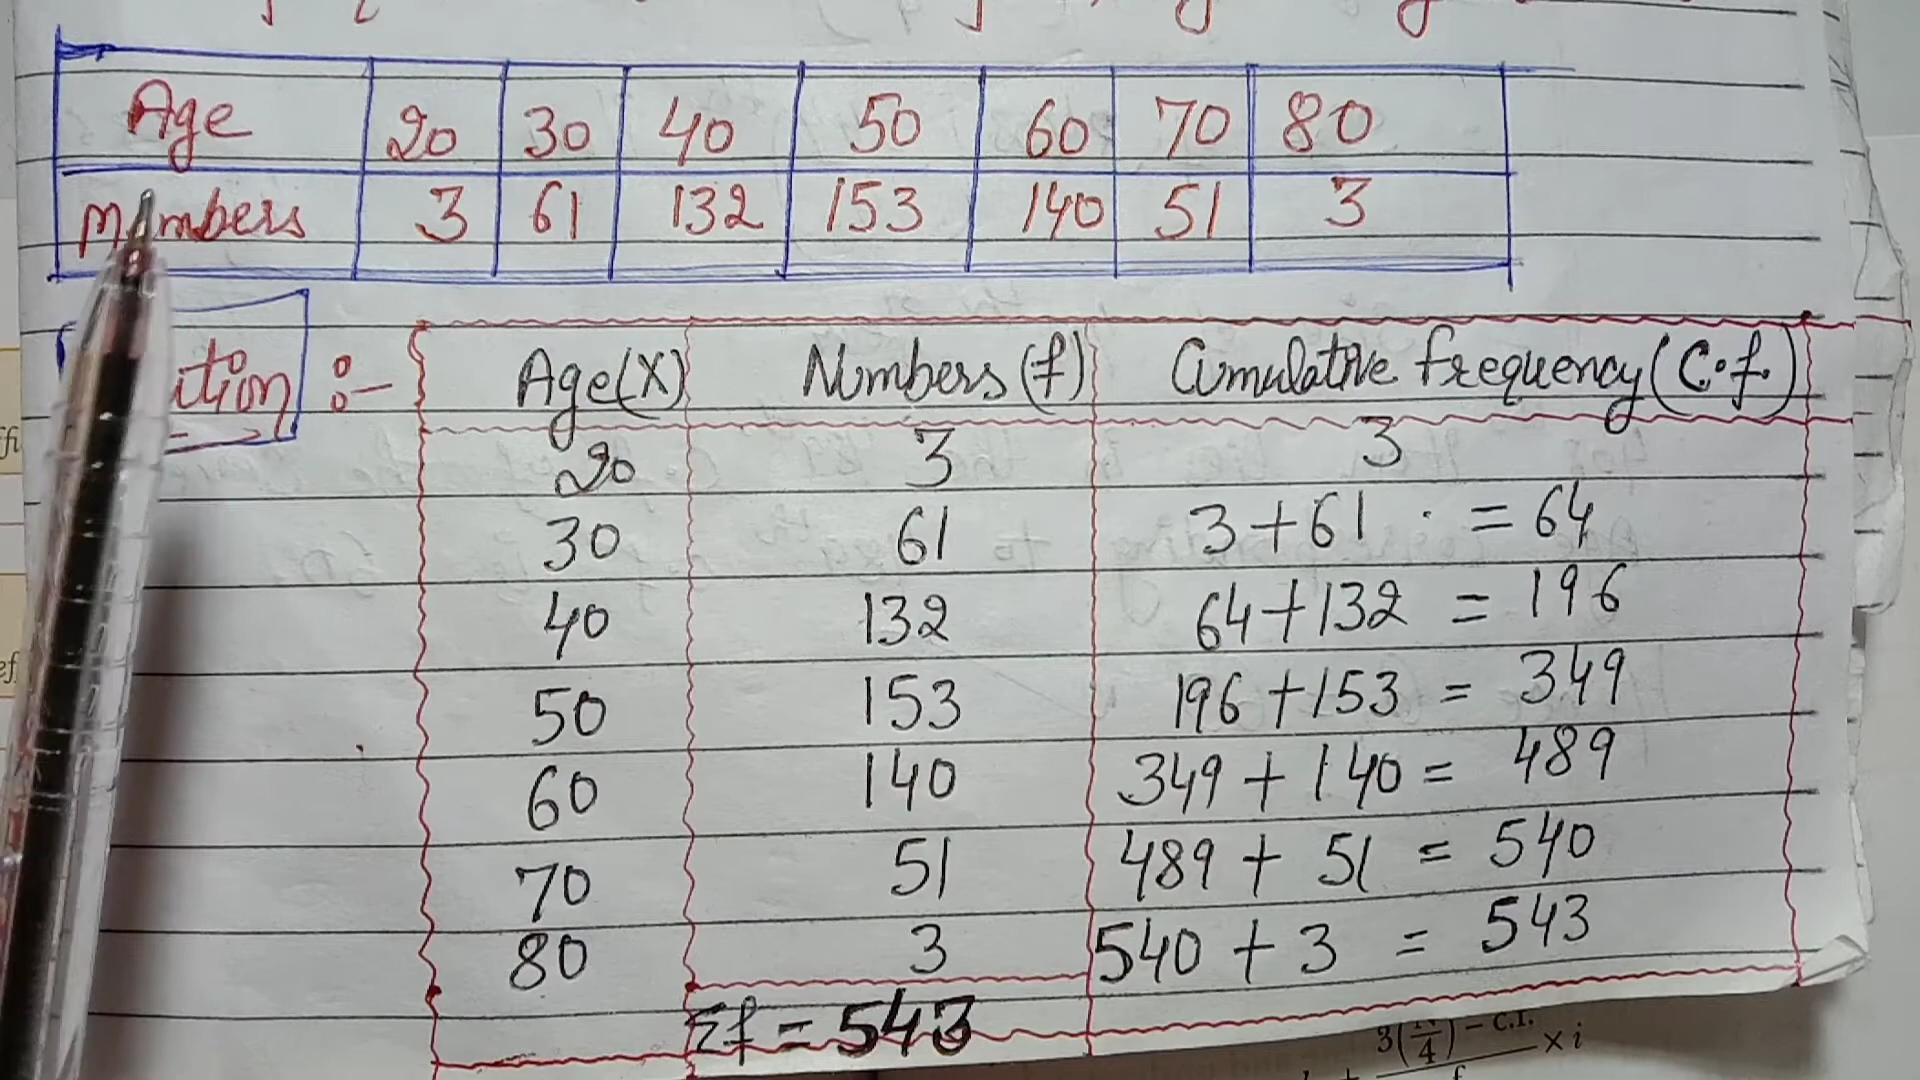 Age 20 30 40 50 60 70 80
Members 3 61 132 153 140 51 3
ution :-
Age(X) Numbers (f) Cumulative frequency (C.f.)
20 3 3
30 61 3+61 = 64
40 132 64+132 = 196
50 153 196+153 = 349
60 140 349+140 = 489
70 51 489+51 = 540
80 3 540+3 = 543
Σf = 543